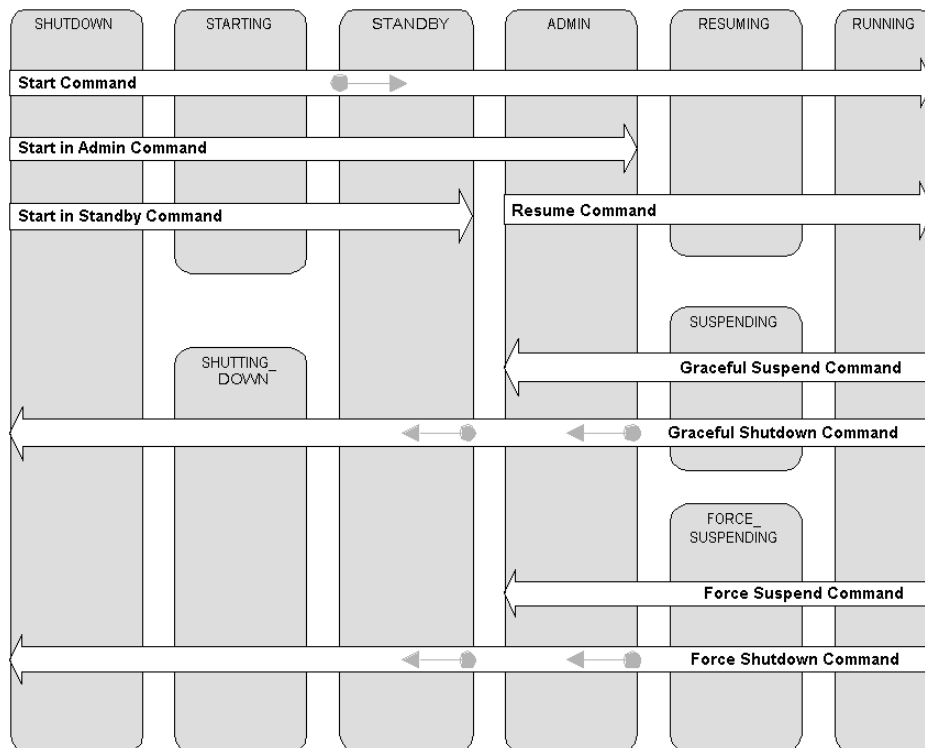 SHUTDOWN
STARTING
STANDBY
ADMIN
RESUMING
RUNNING
Start Command
Start in Admin Command
Start in Standby Command
Resume Command
SUSPENDING
SHUTTING_
DOWN
Graceful Suspend Command
Graceful Shutdown Command
FORCE_
SUSPENDING
Force Suspend Command
Force Shutdown Command